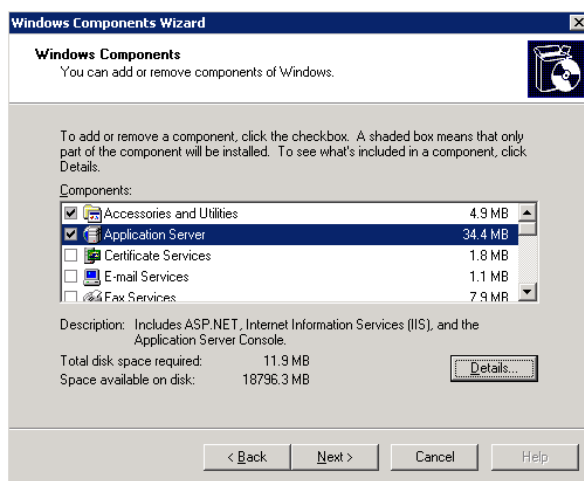 Windows Components Wizard
Windows Components
You can add or remove components of Windows.
To add or remove a component, click the checkbox. A shaded box means that only
part of the component will be installed. To see what's included in a component, click
Details.
Components:
Accessories and Utilities 4.9 MB
Application Server 34.4 MB
Certificate Services 1.8 MB
E-mail Services 1.1 MB
Fax Services 7.9 MB
Description: Includes ASP.NET, Internet Information Services (IIS), and the
Application Server Console.
Total disk space required: 11.9 MB
Space available on disk: 18796.3 MB
Details...
< Back Next > Cancel Help